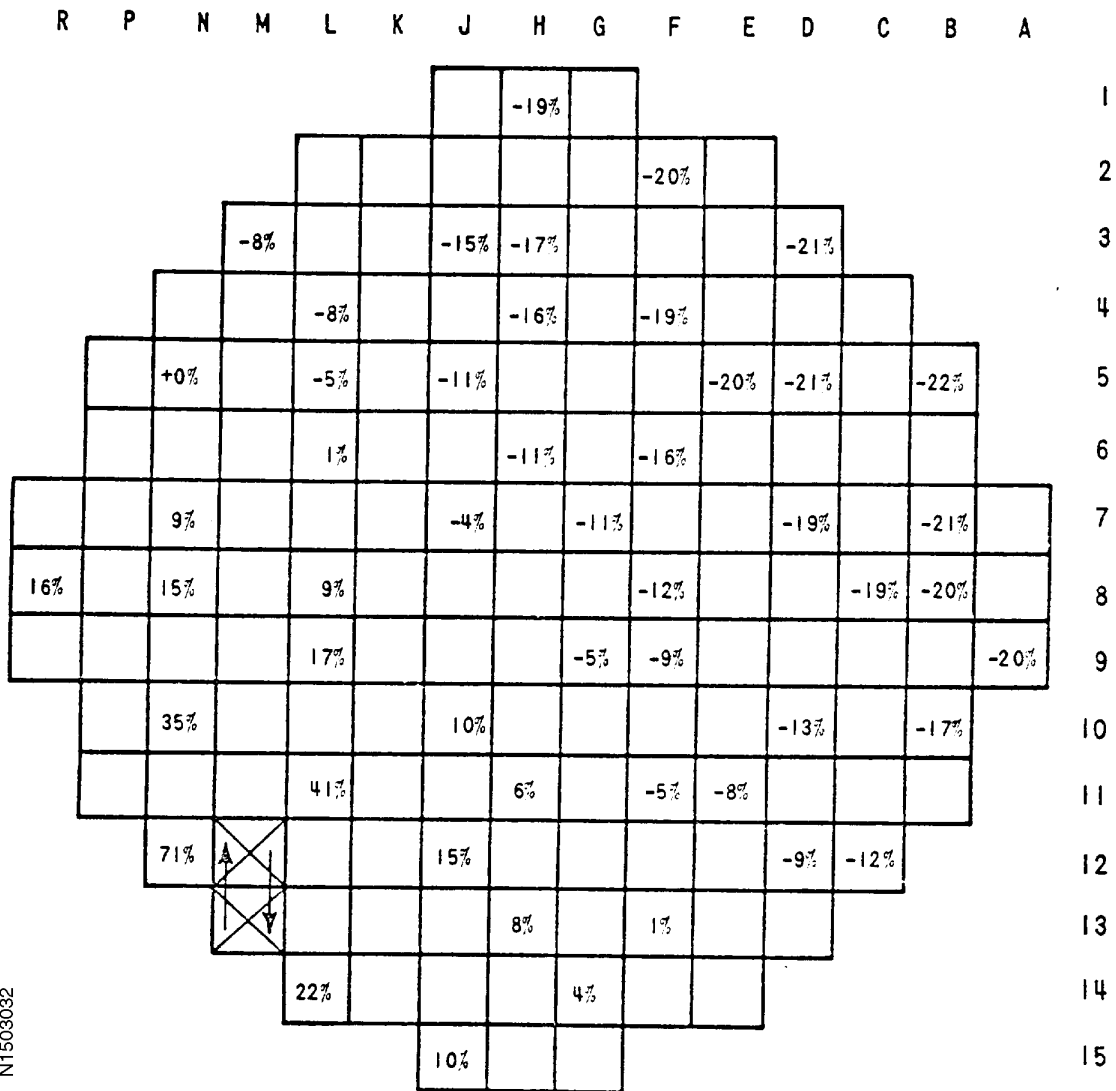 R P N M L K J H G F E D C B A
-19% 1
-20% 2
-8% -15% -17% -21% 3
-8% -16% -19% 4
+0% -5% -11% -20% -21% -22% 5
1% -11% -16% 6
9% -4% -11% -19% -21% 7
16% 15% 9% -12% -19% -20% 8
17% -5% -9% -20% 9
35% 10% -13% -17% 10
41% 6% -5% -8% 11
71% 15% -9% -12% 12
8% 1% 13
22% 4% 14
10% 15
N1503032